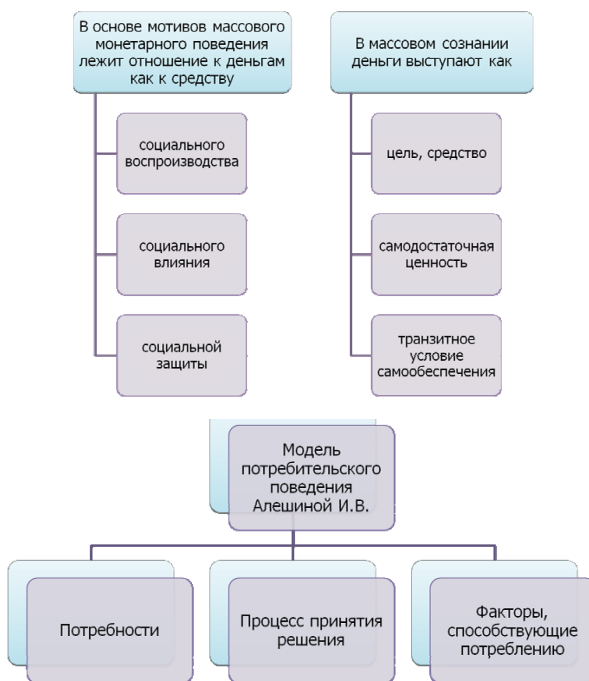 В основе мотивов массового
монетарного поведения
лежит отношение к деньгам
как к средству
социального
воспроизводства
социального
влияния
социальной
защиты
В массовом сознании
деньги выступают как
цель, средство
самодостаточная
ценность
транзитное
условие
самообеспечения
Модель
потребительского
поведения
Алешиной И.В.
Потребности
Процесс принятия
решения
Факторы,
способствующие
потреблению